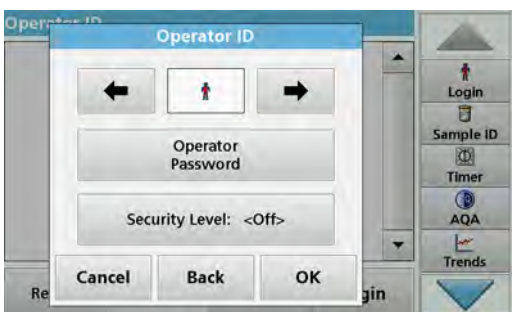 Operator ID
Operator ID
Operator
Password
Security Level: <Off>
Cancel
Back
OK
Login
Sample ID
Timer
AQA
Trends